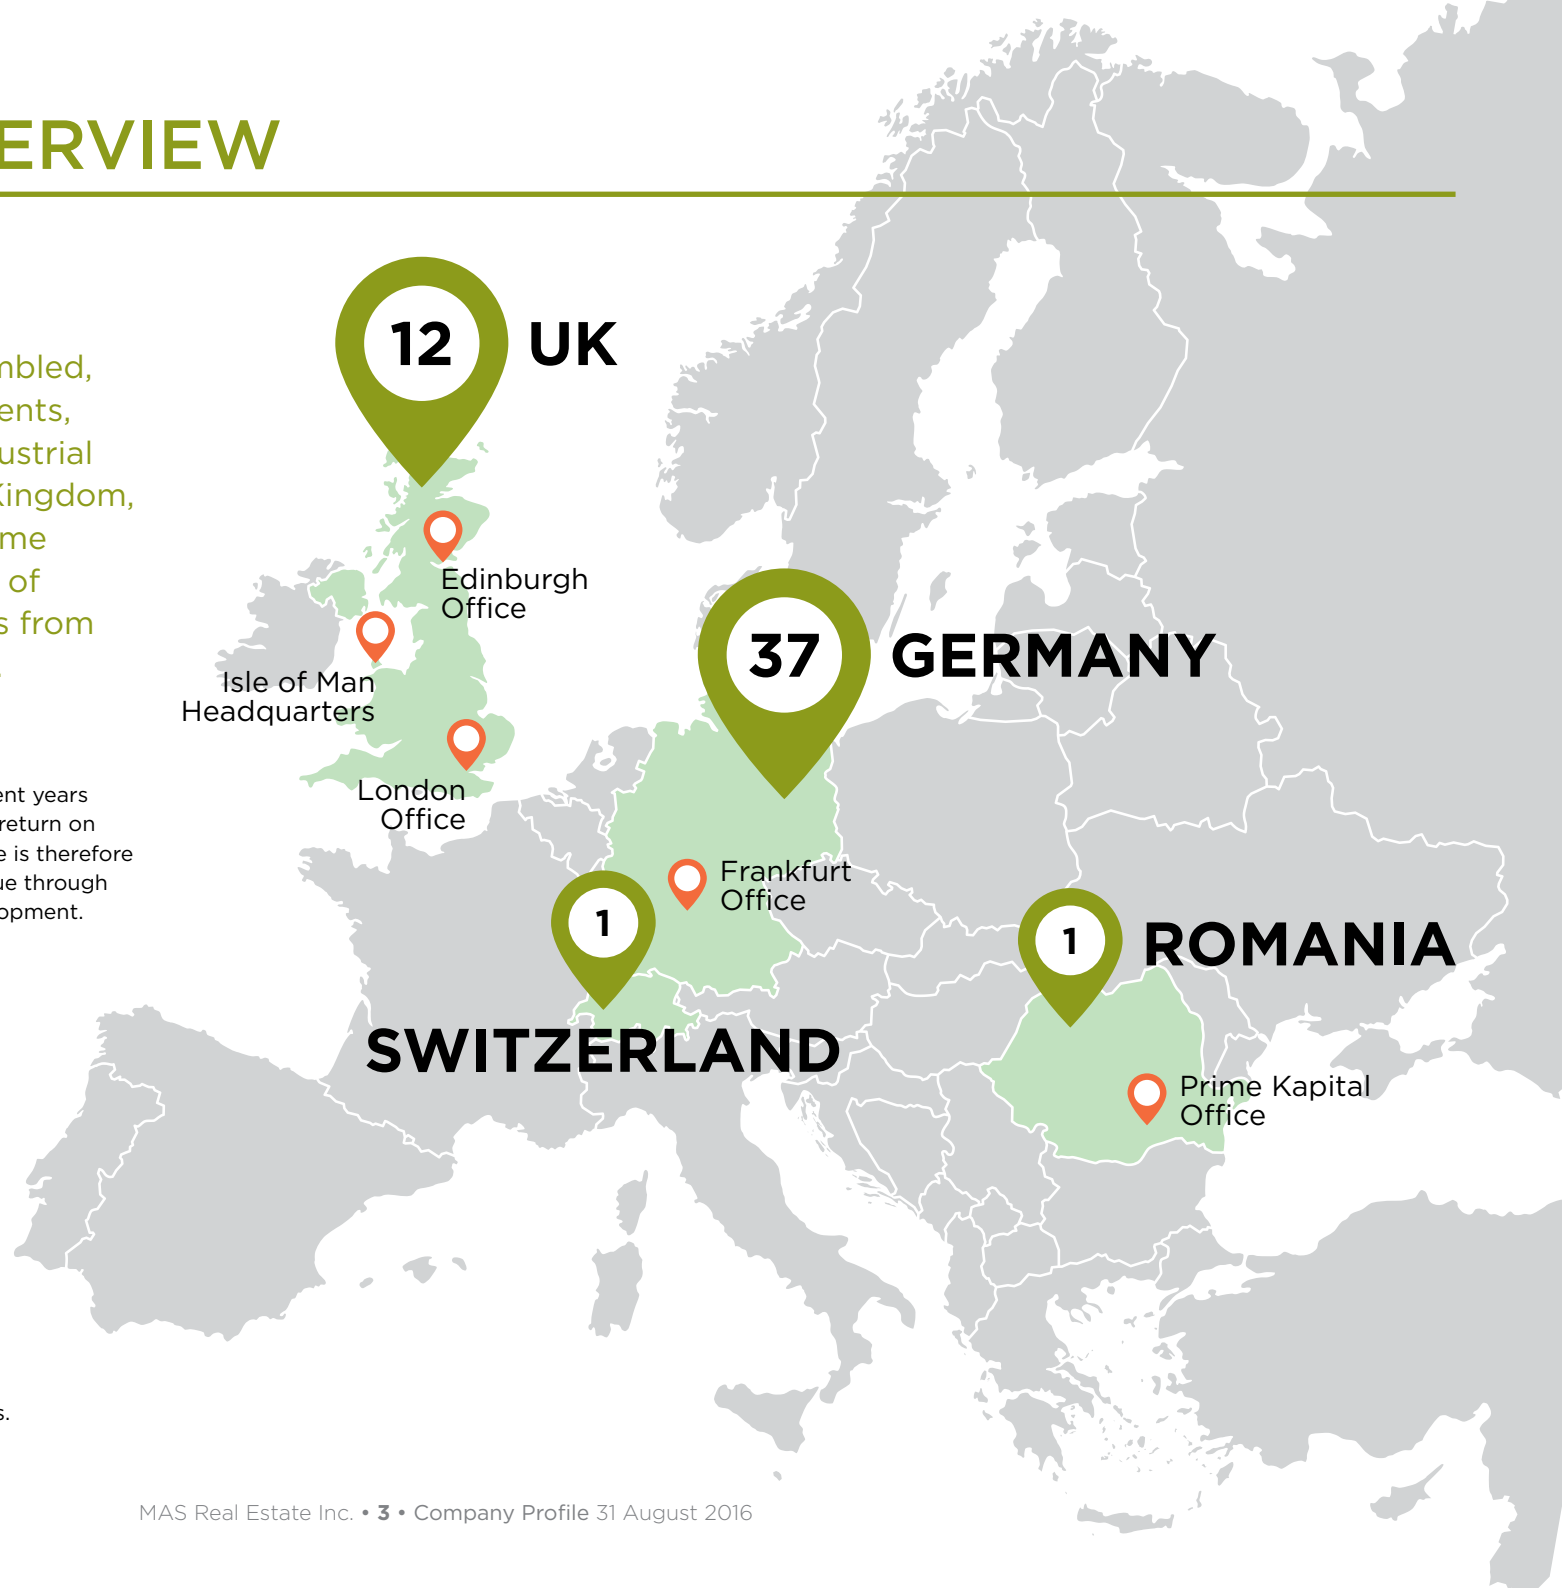 ERVIEW
mbled,
ents,
ustrial
Kingdom,
me
of
s from
ent years
return on
e is therefore
ue through
opment.
s.
12
UK
Edinburgh
Office
Isle of Man
Headquarters
London
Office
37
GERMANY
Frankfurt
Office
1
SWITZERLAND
1
ROMANIA
Prime Kapital
Office
MAS Real Estate Inc. • 3 • Company Profile 31 August 2016